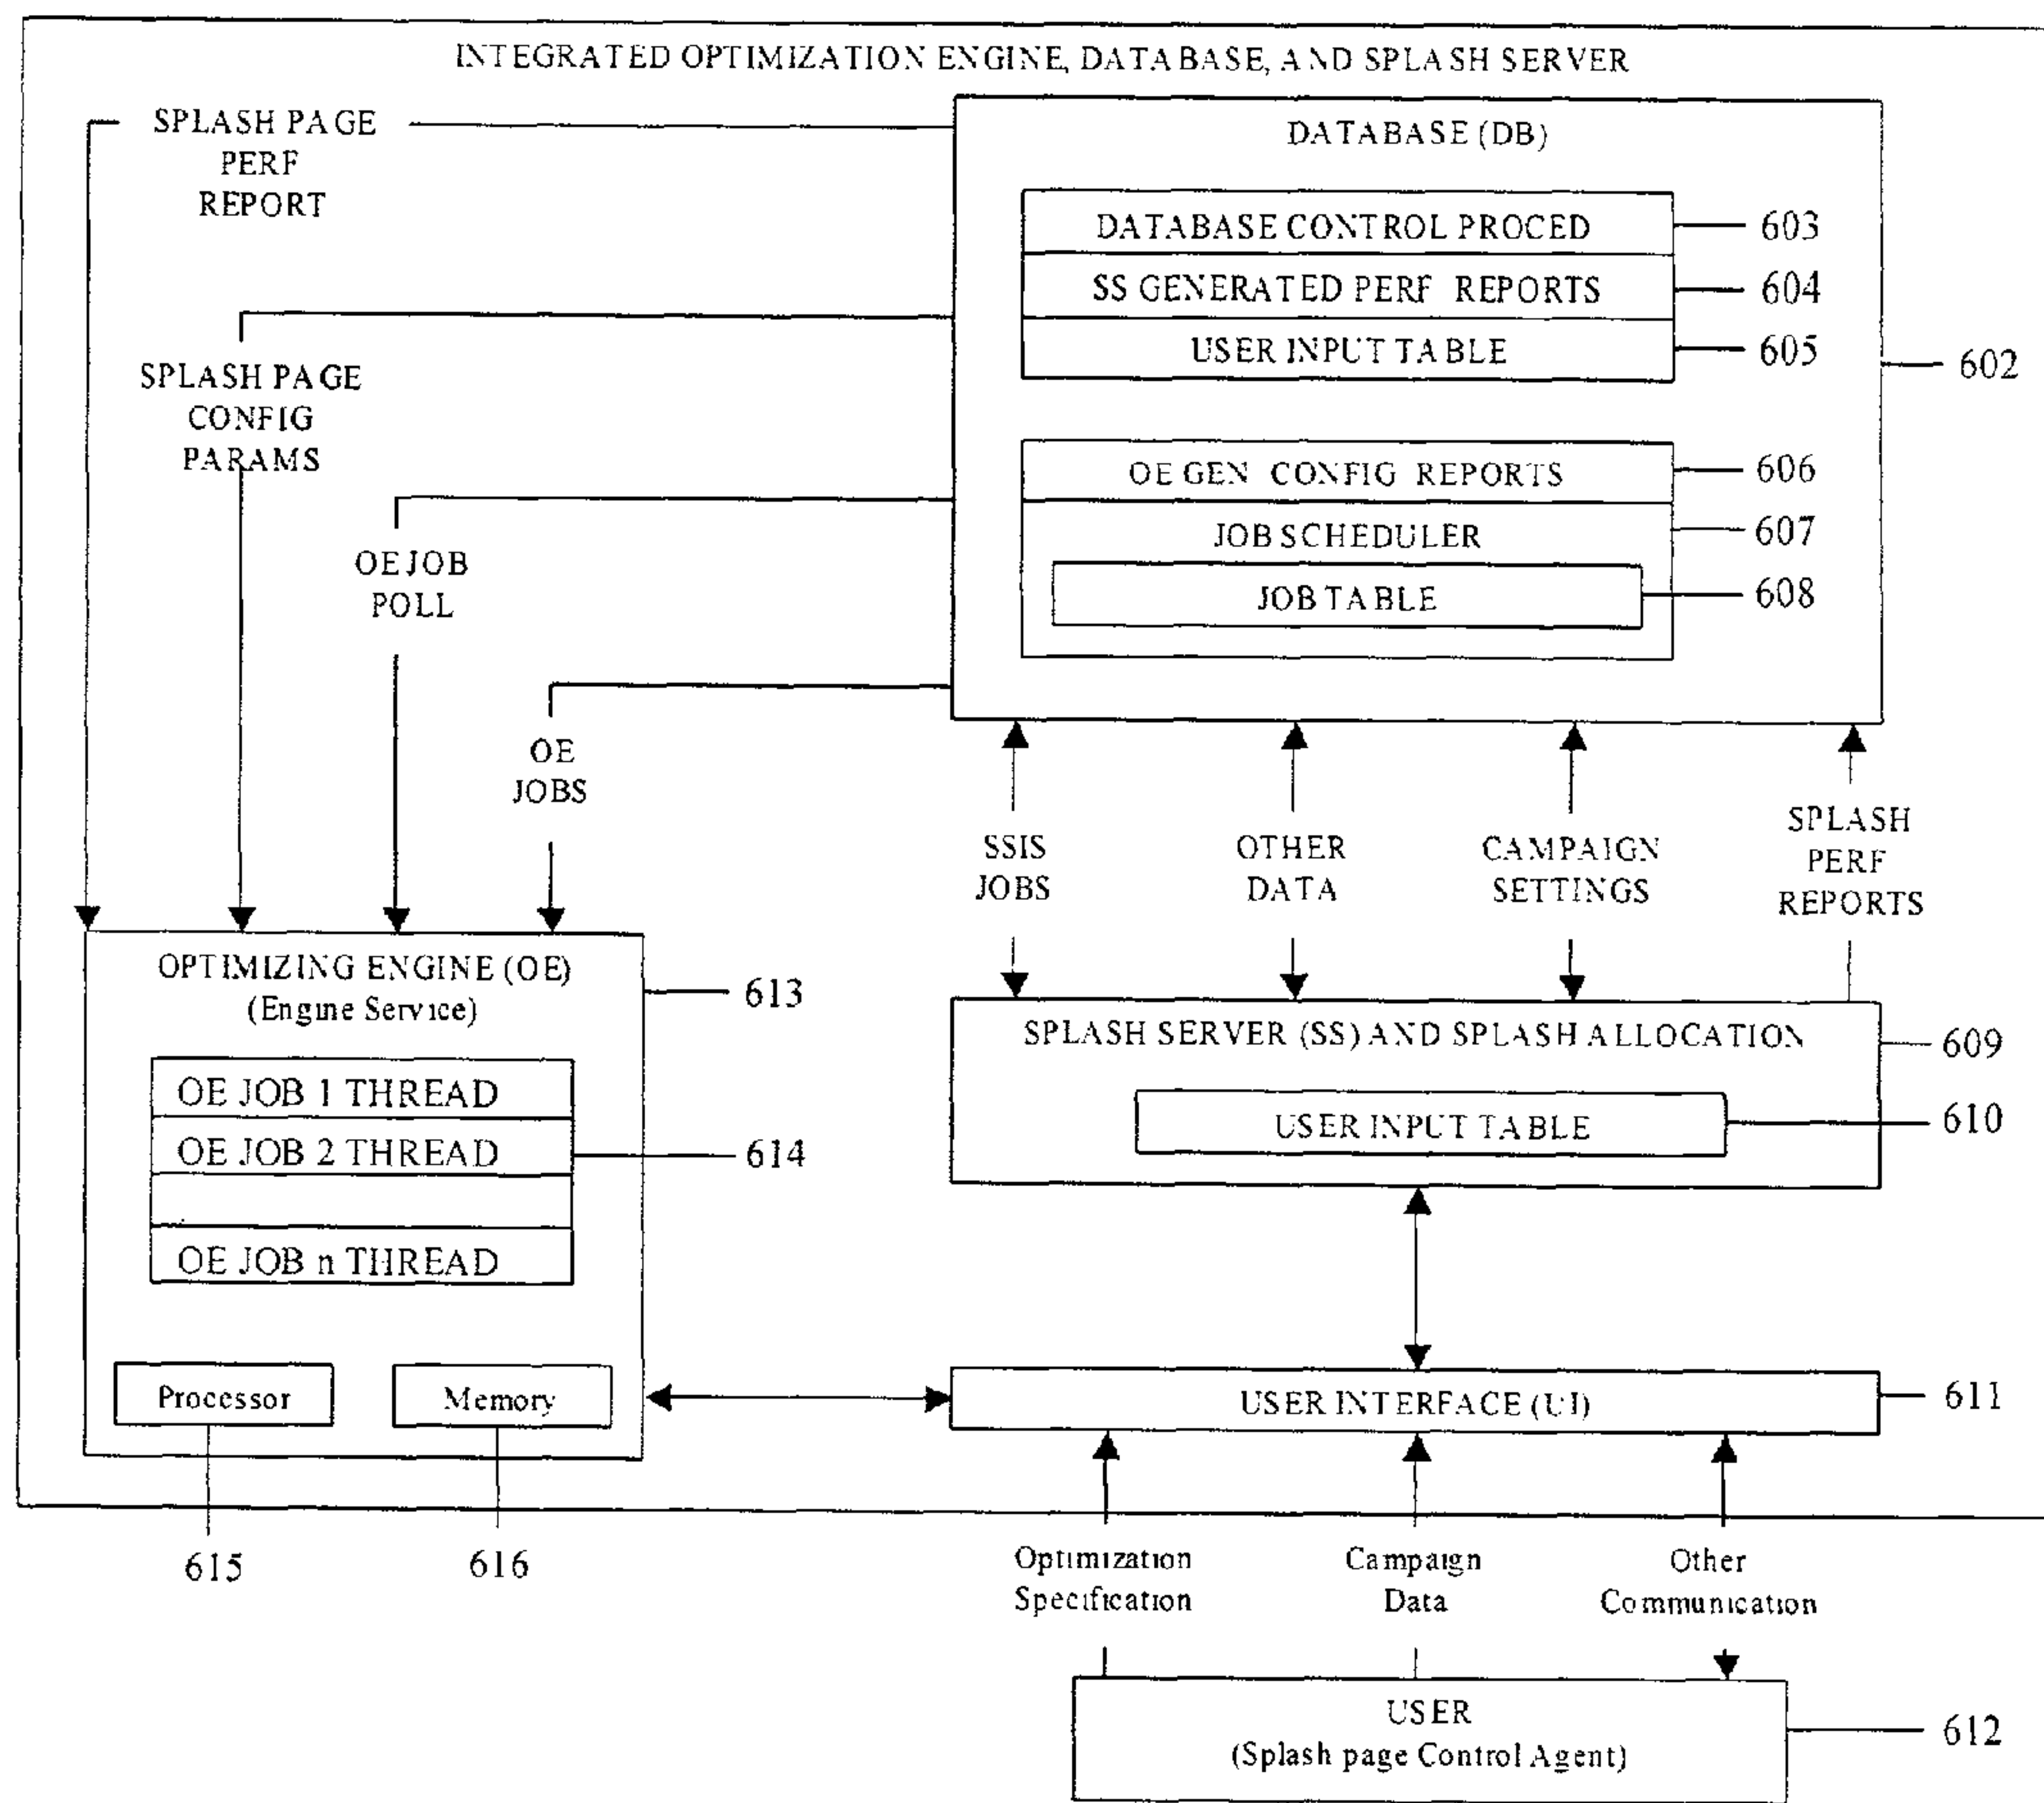 INTEGRATED OPTIMIZATION ENGINE, DATABASE, AND SPLASH SERVER
SPLASH PAGE
PERF
REPORT
SPLASH PAGE
CONFIG
PARAMS
OE JOB
POLL
OE
JOBS
DATABASE (DB)
DATABASE CONTROL PROCED
603
SS GENERATED PERF REPORTS
604
USER INPUT TABLE
605
602
OE GEN CONFIG REPORTS
606
JOB SCHEDULER
607
JOB TABLE
608
SSIS
JOBS
OTHER
DATA
CAMPAIGN
SETTINGS
SPLASH
PERF
REPORTS
OPTIMIZING ENGINE (OE)
(Engine Service)
613
OE JOB 1 THREAD
OE JOB 2 THREAD
614
OE JOB n THREAD
Processor
Memory
615
616
SPLASH SERVER (SS) AND SPLASH ALLOCATION
609
USER INPUT TABLE
610
USER INTERFACE (UI)
611
Optimization
Specification
Campaign
Data
Other
Communication
USER
(Splash page Control Agent)
612